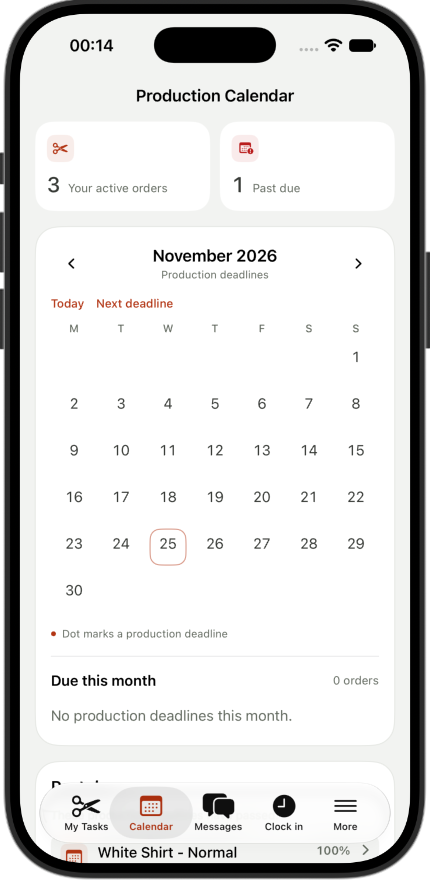 00:14
Production Calendar
3 Your active orders
1 Past due
November 2026
Production deadlines
Today Next deadline
M T W T F S S
1
2 3 4 5 6 7 8
9 10 11 12 13 14 15
16 17 18 19 20 21 22
23 24 25 26 27 28 29
30
Dot marks a production deadline
Due this month 0 orders
No production deadlines this month.
My Tasks Calendar Messages Clock in More
White Shirt - Normal 100%